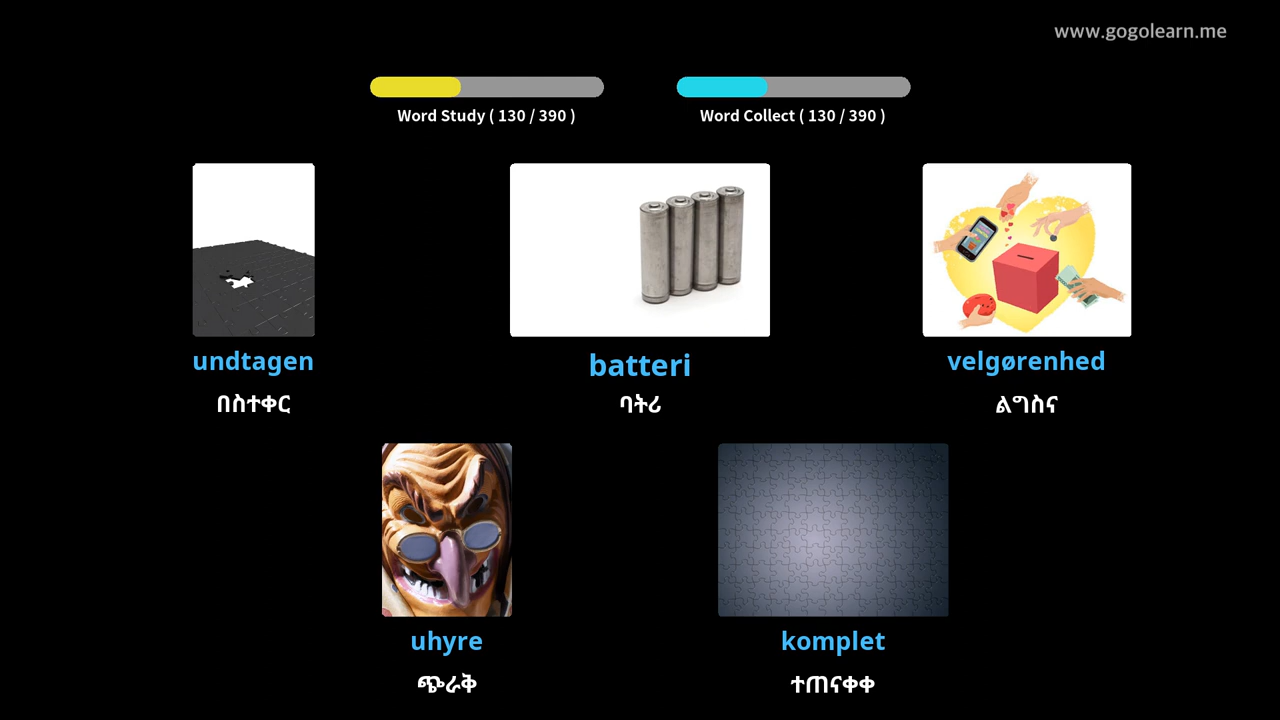 www.gogolearn.me
Word Study ( 130 / 390 )
Word Collect ( 130 / 390 )
undtagen
በስተቀር
batteri
ባትሪ
velgørenhed
ልግስና
uhyre
ጭራቅ
komplet
ተጠናቀቀ